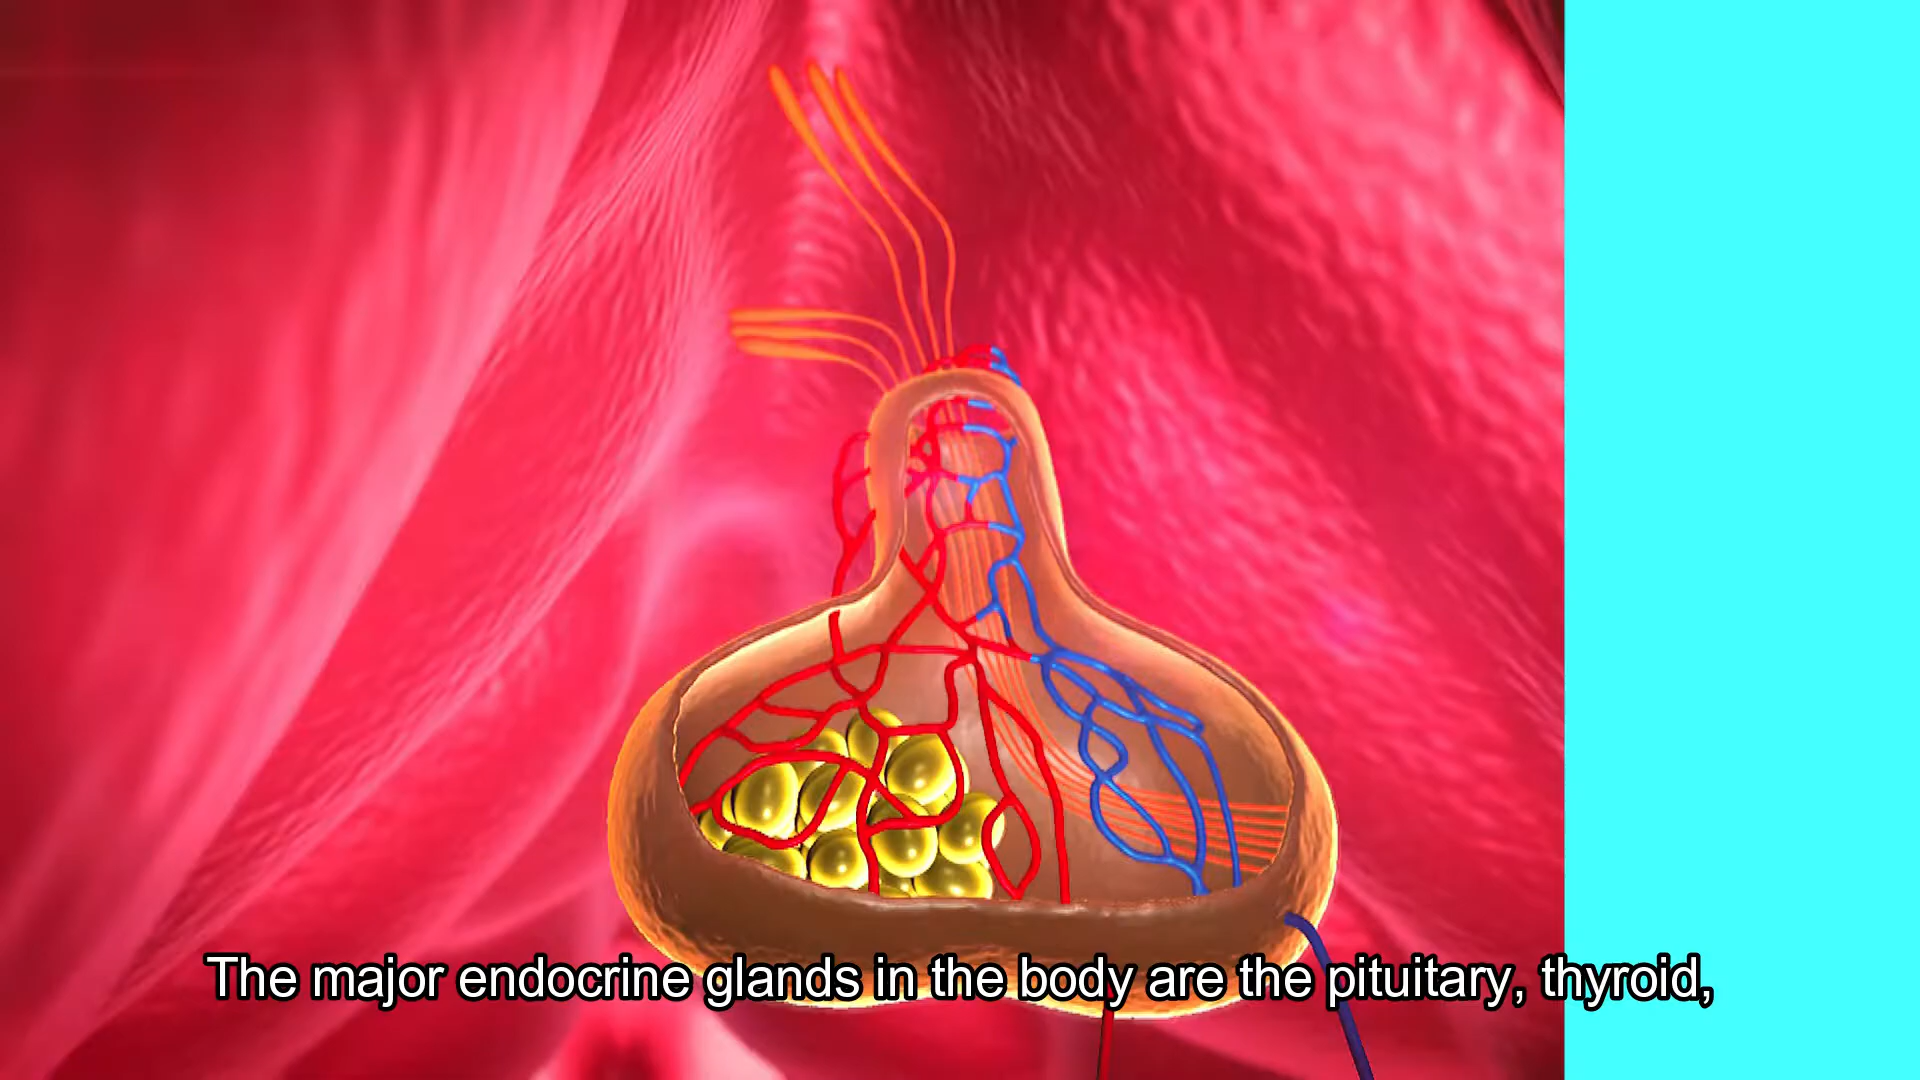 The major endocrine glands in the body are the pituitary, thyroid,